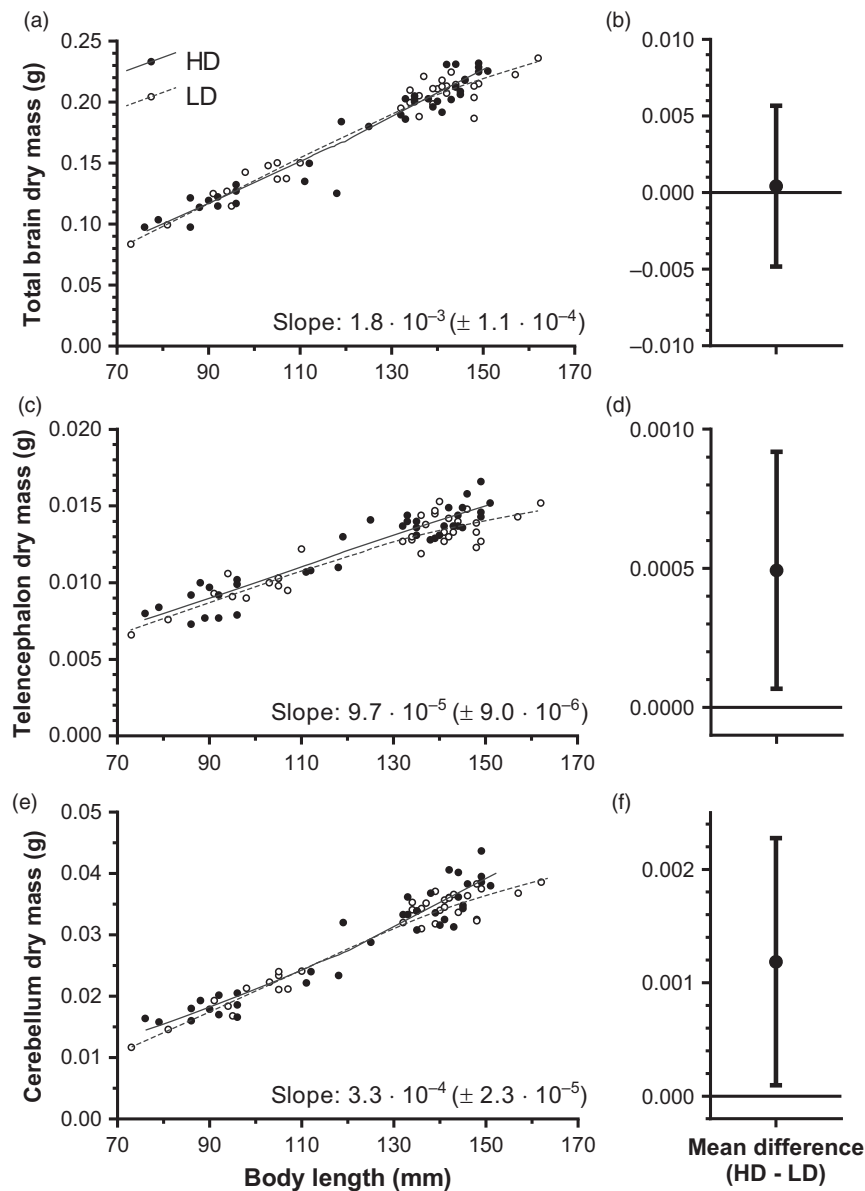 (a)
Total brain dry mass (g)
0.25
0.20
0.15
0.10
0.05
0.00
HD
LD
Slope: 1.8 · 10⁻³ (± 1.1 · 10⁻⁴)
70 90 110 130 150 170
(b)
0.010
0.005
0.000
–0.005
–0.010
(c)
Telencephalon dry mass (g)
0.020
0.015
0.010
0.005
0.000
Slope: 9.7 · 10⁻⁵ (± 9.0 · 10⁻⁶)
70 90 110 130 150 170
(d)
0.0010
0.0005
0.0000
(e)
Cerebellum dry mass (g)
0.05
0.04
0.03
0.02
0.01
0.00
Slope: 3.3 · 10⁻⁴ (± 2.3 · 10⁻⁵)
70 90 110 130 150 170
Body length (mm)
(f)
0.002
0.001
0.000
Mean difference
(HD - LD)